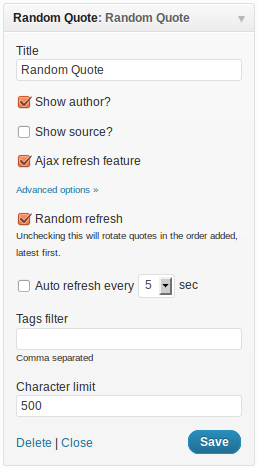 Random Quote: Random Quote
Title
Random Quote
Show author?
Show source?
Ajax refresh feature
Advanced options »
Random refresh
Unchecking this will rotate quotes in the order added,
latest first.
Auto refresh every 5 sec
Tags filter
Comma separated
Character limit
500
Delete | Close
Save